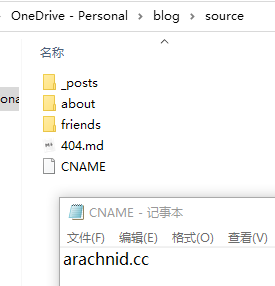 OneDrive - Personal > blog > source
名称
_posts
about
friends
404.md
CNAME
CNAME - 记事本
文件(F) 编辑(E) 格式(O) 查看(V)
arachnid.cc